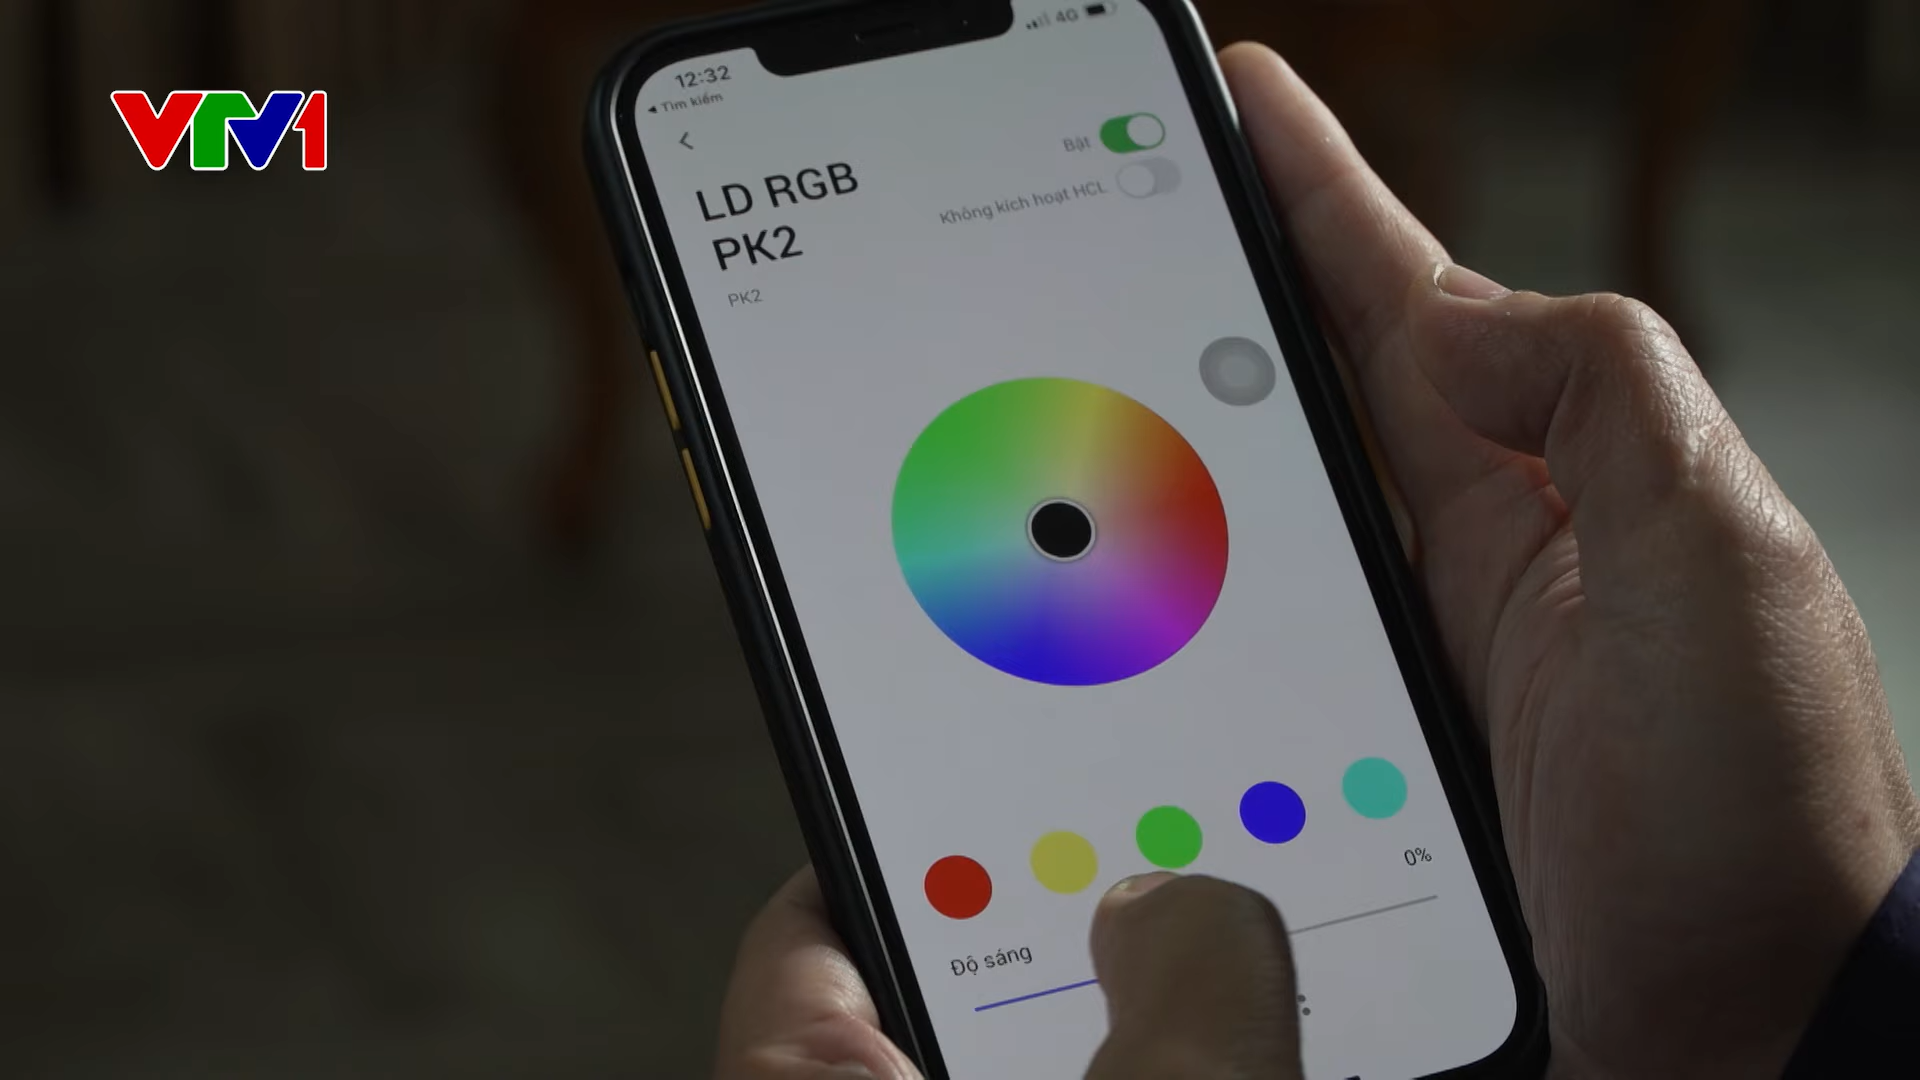 VTV1
12:32
4G
Tìm kiếm
Bật
LD RGB
PK2
Không kích hoạt HCL
PK2
0%
Độ sáng